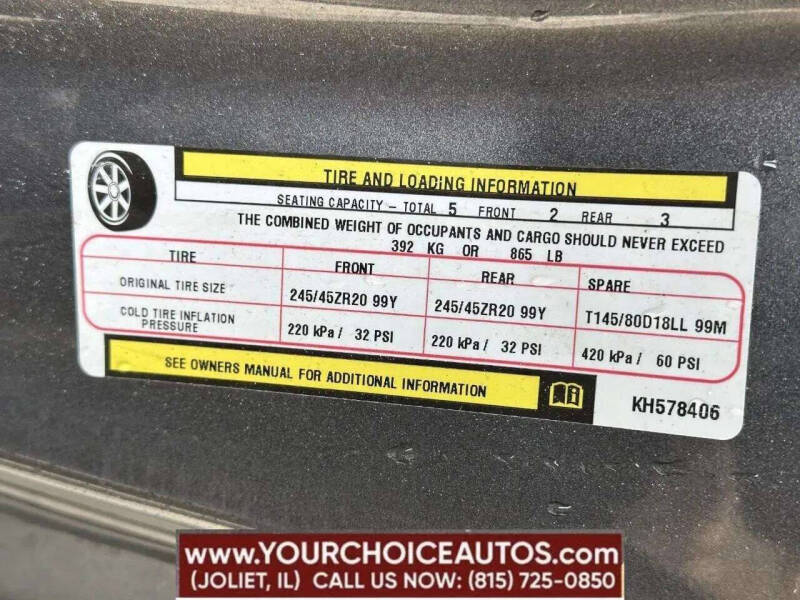 TIRE AND LOADING INFORMATION
SEATING CAPACITY - TOTAL 5 FRONT 2 REAR 3
THE COMBINED WEIGHT OF OCCUPANTS AND CARGO SHOULD NEVER EXCEED
392 KG OR 865 LB
TIRE FRONT REAR SPARE
ORIGINAL TIRE SIZE 245/45ZR20 99Y 245/45ZR20 99Y T145/80D18LL 99M
COLD TIRE INFLATION
PRESSURE 220 kPa / 32 PSI 220 kPa / 32 PSI 420 kPa / 60 PSI
SEE OWNERS MANUAL FOR ADDITIONAL INFORMATION
KH578406
www.YOURCHOICEAUTOS.com
(JOLIET, IL) CALL US NOW: (815) 725-0850